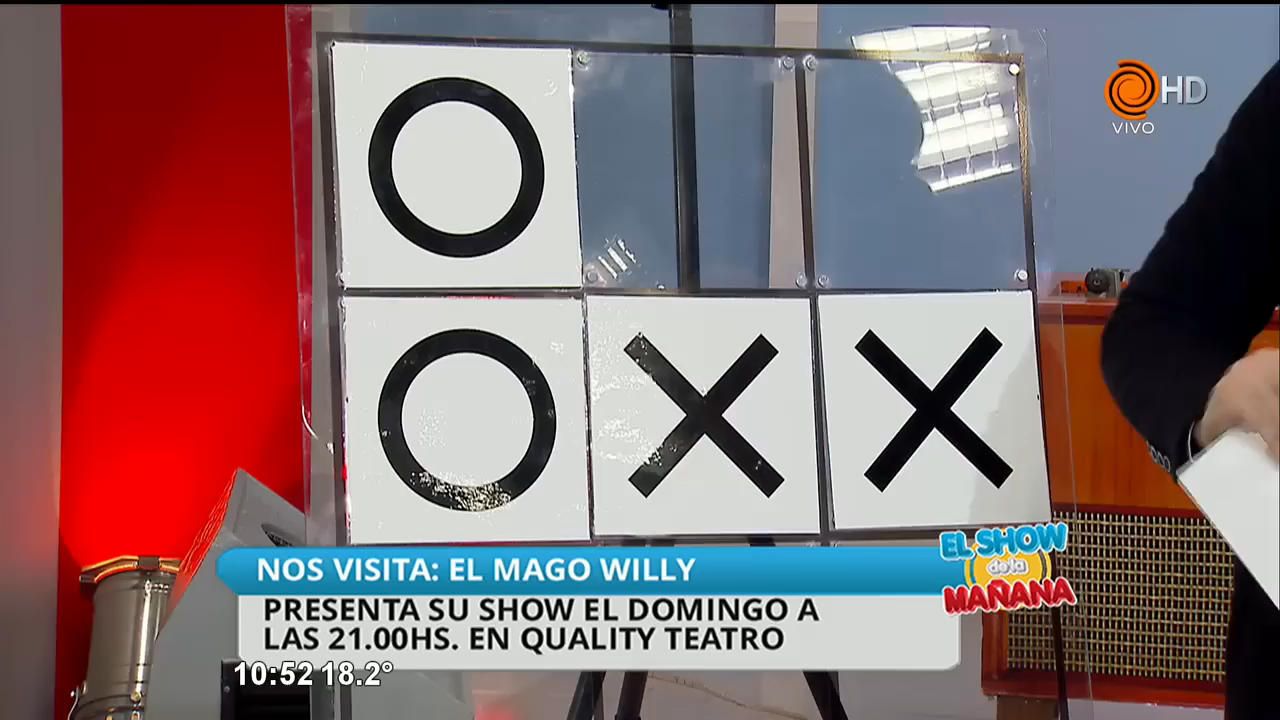 HD
VIVO
NOS VISITA: EL MAGO WILLY
EL SHOW
de la
MAÑANA
PRESENTA SU SHOW EL DOMINGO A
LAS 21.00HS. EN QUALITY TEATRO
10:52 18.2°